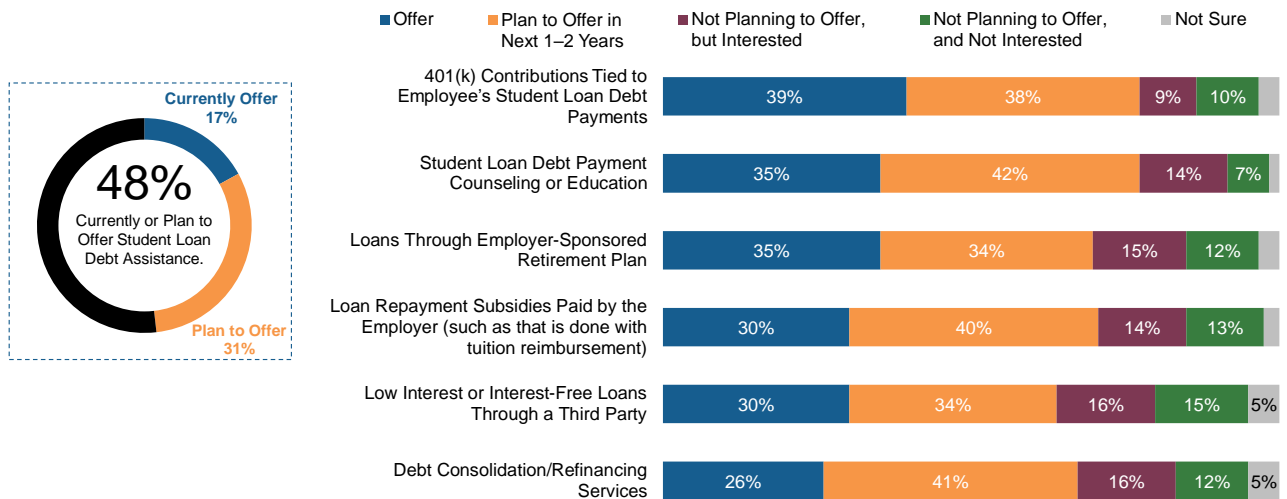 Offer
Plan to Offer in
Next 1–2 Years
Not Planning to Offer,
but Interested
Not Planning to Offer,
and Not Interested
Not Sure
Currently Offer
17%
48%
Currently or Plan to
Offer Student Loan
Debt Assistance.
Plan to Offer
31%
401(k) Contributions Tied to
Employee's Student Loan Debt
Payments
39% 38% 9% 10%
Student Loan Debt Payment
Counseling or Education
35% 42% 14% 7%
Loans Through Employer-Sponsored
Retirement Plan
35% 34% 15% 12%
Loan Repayment Subsidies Paid by the
Employer (such as that is done with
tuition reimbursement)
30% 40% 14% 13%
Low Interest or Interest-Free Loans
Through a Third Party
30% 34% 16% 15% 5%
Debt Consolidation/Refinancing
Services
26% 41% 16% 12% 5%